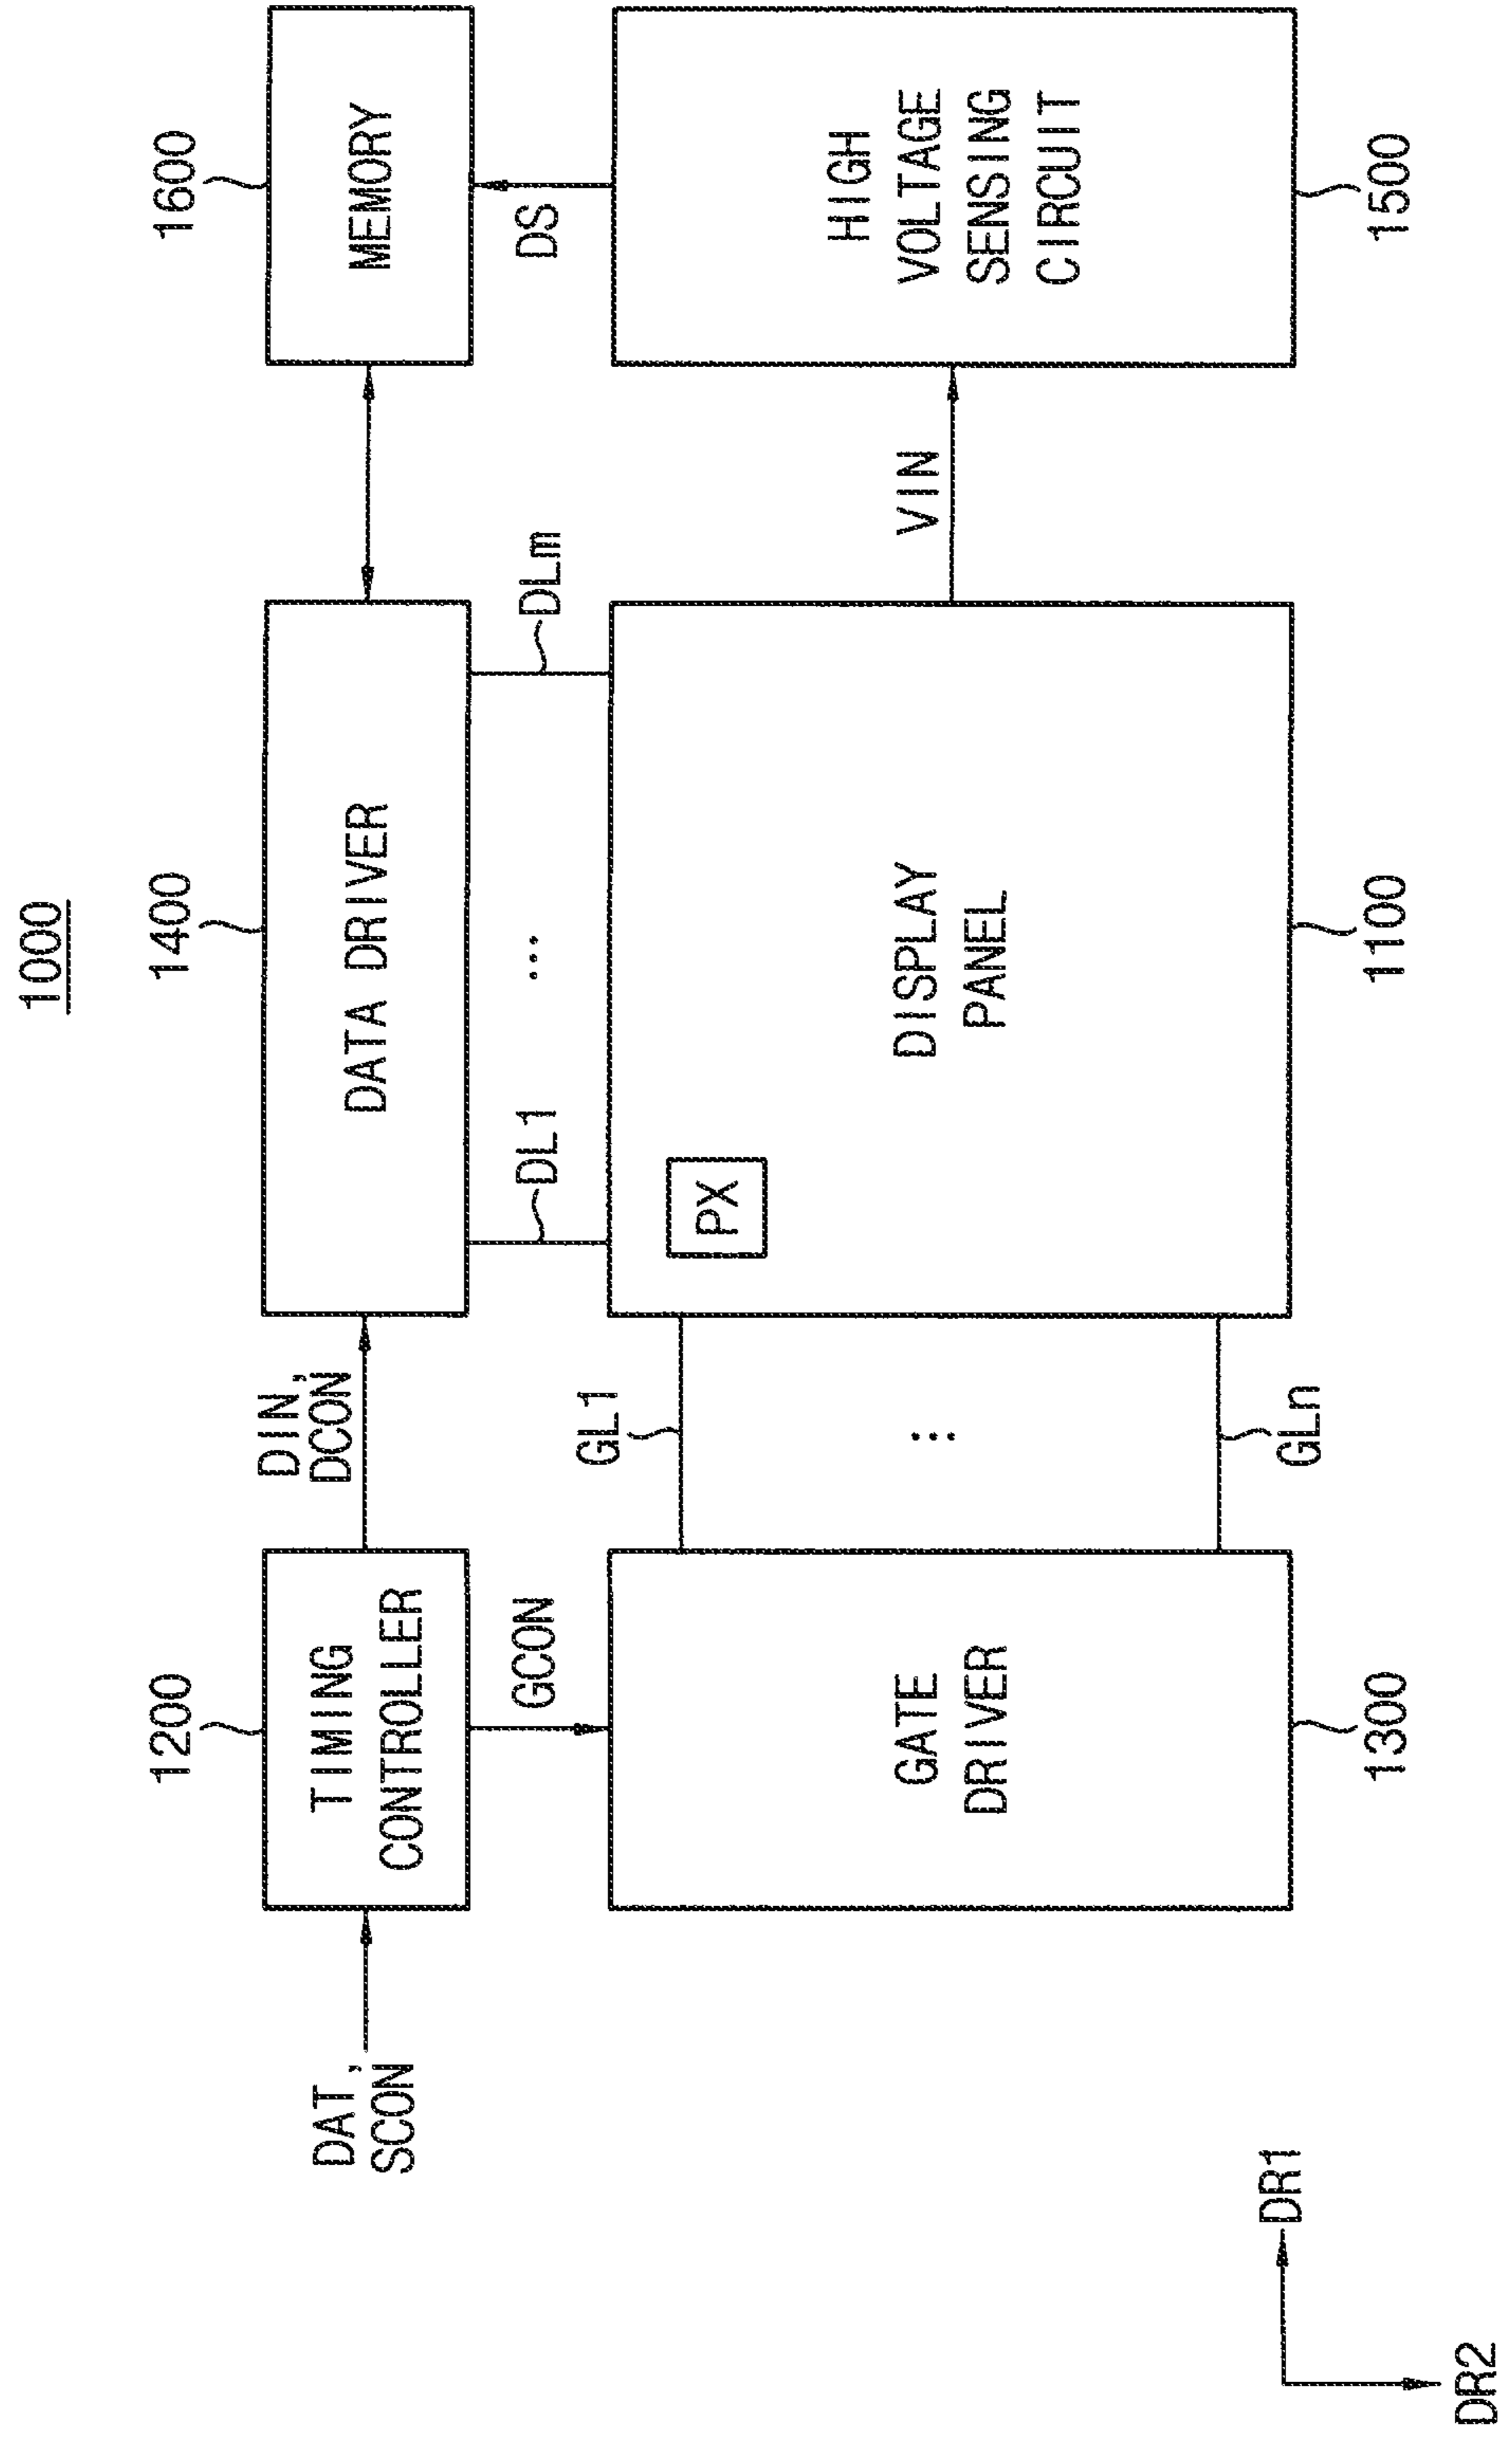 1000
1200
1400
1600
DAT,
SCON
TIMING
CONTROLLER
DIN,
DCON
DATA DRIVER
MEMORY
GCON
DL1
...
DLm
DS
GATE
DRIVER
GL1
...
GLn
PX
DISPLAY
PANEL
VIN
HIGH
VOLTAGE
SENSING
CIRCUIT
1300
1100
1500
DR1
DR2